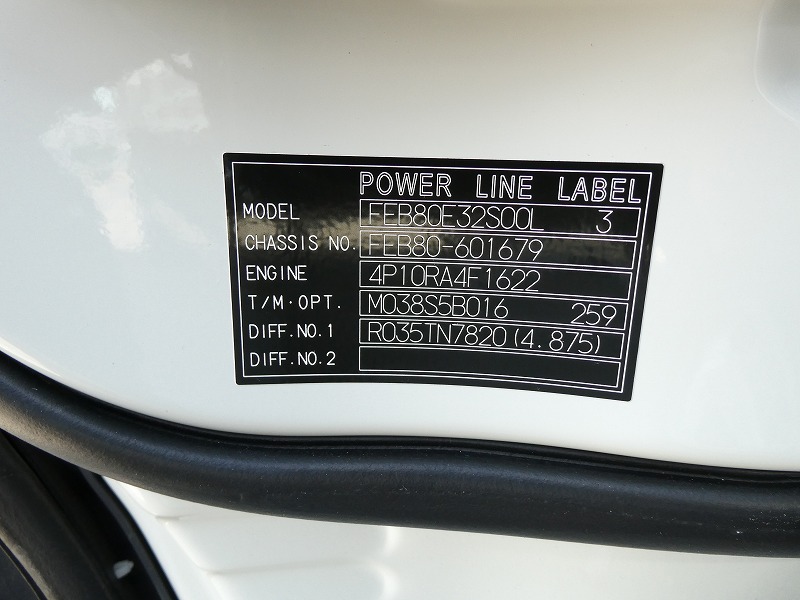 POWER LINE LABEL
MODEL FEB80E32S00L 3
CHASSIS NO. FEB80-601679
ENGINE 4P10RA4F1622
T/M·OPT. M038S5B016 259
DIFF.NO.1 R035TN7820(4.875)
DIFF.NO.2